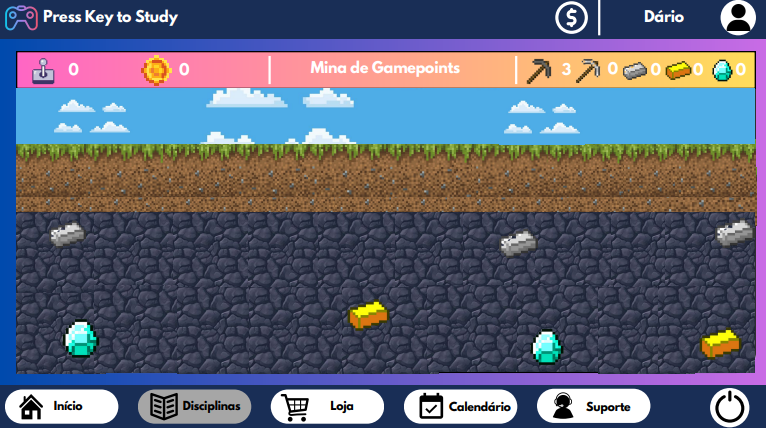 Press Key to Study
Dário
0 0 Mina de Gamepoints 3 0 0 0 0
Início Disciplinas Loja Calendário Suporte